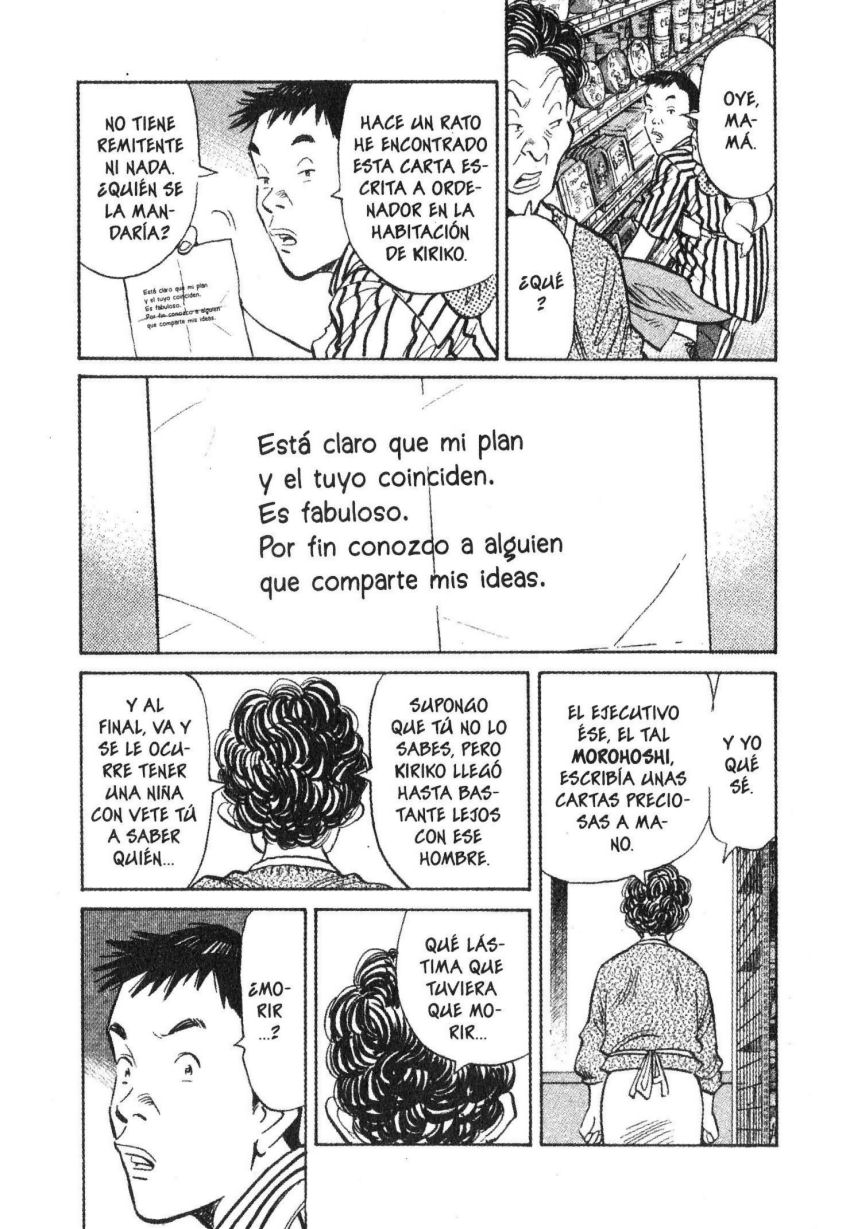 OYE,
MA-
MÁ.
¿QUÉ
?
HACE UN RATO
HE ENCONTRADO
ESTA CARTA ES-
CRITA A ORDE-
NADOR EN LA
HABITACIÓN
DE KIRIKO.
NO TIENE
REMITENTE
NI NADA.
¿QUIÉN SE
LA MAN-
DARÍA?
Está claro que mi plan
y el tuyo coinciden.
Es fabuloso.
Por fin conozco a alguien
que comparte mis ideas.
Está claro que mi plan
y el tuyo coinciden.
Es fabuloso.
Por fin conozco a alguien
que comparte mis ideas.
Y YO
QUÉ
SÉ.
EL EJECUTIVO
ÉSE, EL TAL
MOROHOSHI,
ESCRIBÍA UNAS
CARTAS PRECIO-
SAS A MA-
NO.
SUPONGO
QUE TÚ NO LO
SABES, PERO
KIRIKO LLEGÓ
HASTA BAS-
TANTE LEJOS
CON ESE
HOMBRE.
Y AL
FINAL, VA Y
SE LE OCU-
RRE TENER
UNA NIÑA
CON VETE TÚ
A SABER
QUIÉN...
QUÉ LÁS-
TIMA QUE
TUVIERA
QUE MO-
RIR...
¿MO-
RIR
...?